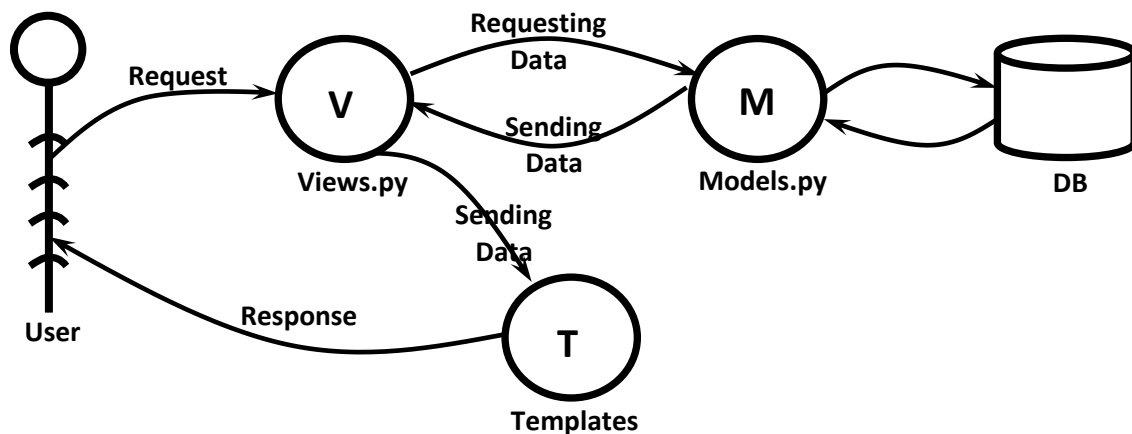 Requesting
Data
Request
V
M
Sending
Data
Views.py
Models.py
DB
Sending
Data
User
Response
T
Templates